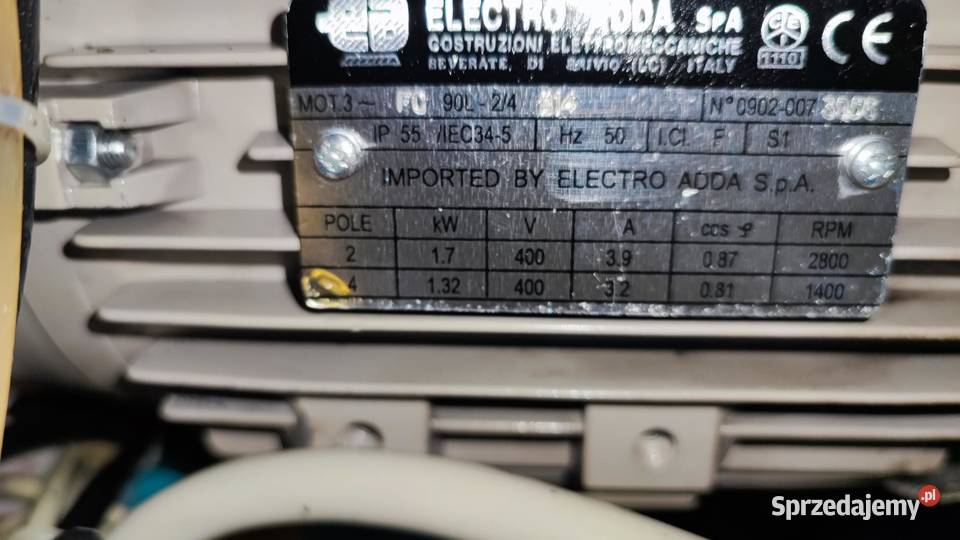 ELECTRO ADDA SpA
COSTRUZIONI ELETTROMECCANICHE
BEVERATE DI BRIVIO (LC) ITALY
CE
1110
MOT.3~ FC 90L-2/4 N°0902-007
IP 55 /IEC34-5 Hz 50 I.Cl. F S1
IMPORTED BY ELECTRO ADDA S.p.A.
POLE kW V A cos φ RPM
2 1.7 400 3.9 0.87 2800
4 1.32 400 3.2 0.81 1400
Sprzedajemy.pl